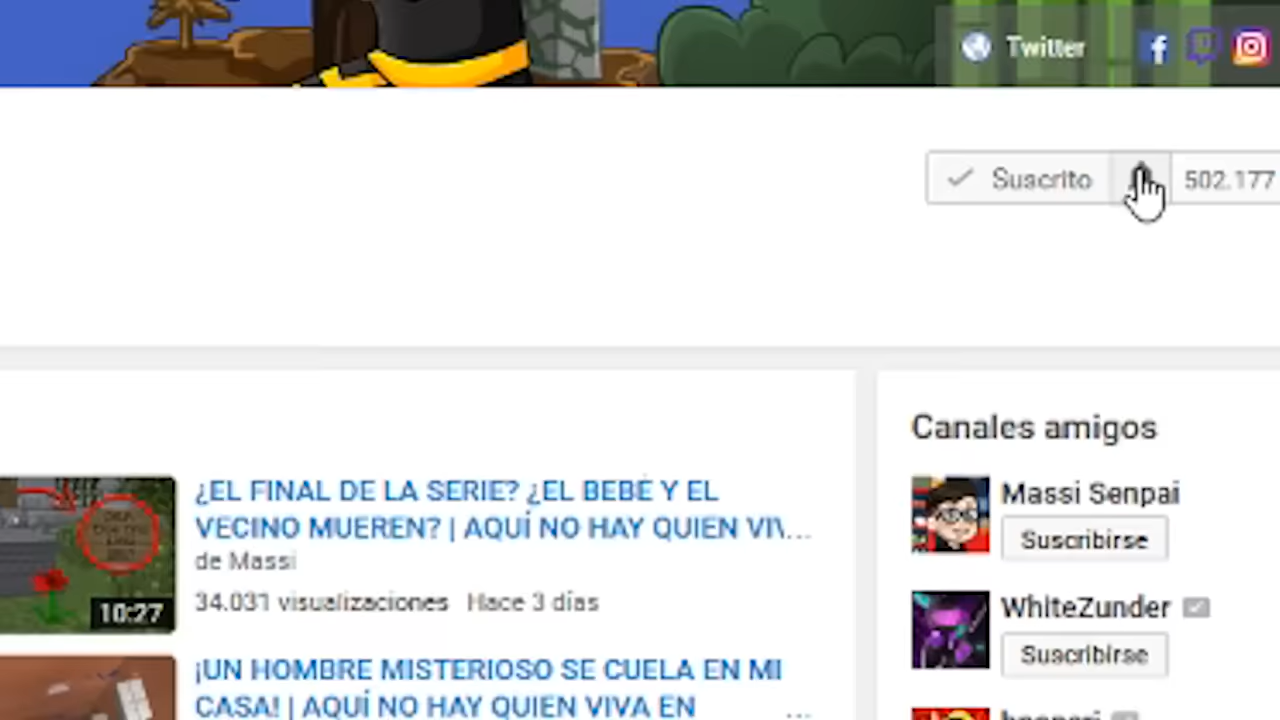 Twitter
Suscrito
502.177
Canales amigos
¿EL FINAL DE LA SERIE? ¿EL BEBÉ Y EL
VECINO MUEREN? | AQUÍ NO HAY QUIEN VIV...
de Massi
34.031 visualizaciones Hace 3 días
10:27
¡UN HOMBRE MISTERIOSO SE CUELA EN MI
CASA! | AQUÍ NO HAY QUIEN VIVA EN ...
Massi Senpai
Suscribirse
WhiteZunder
Suscribirse